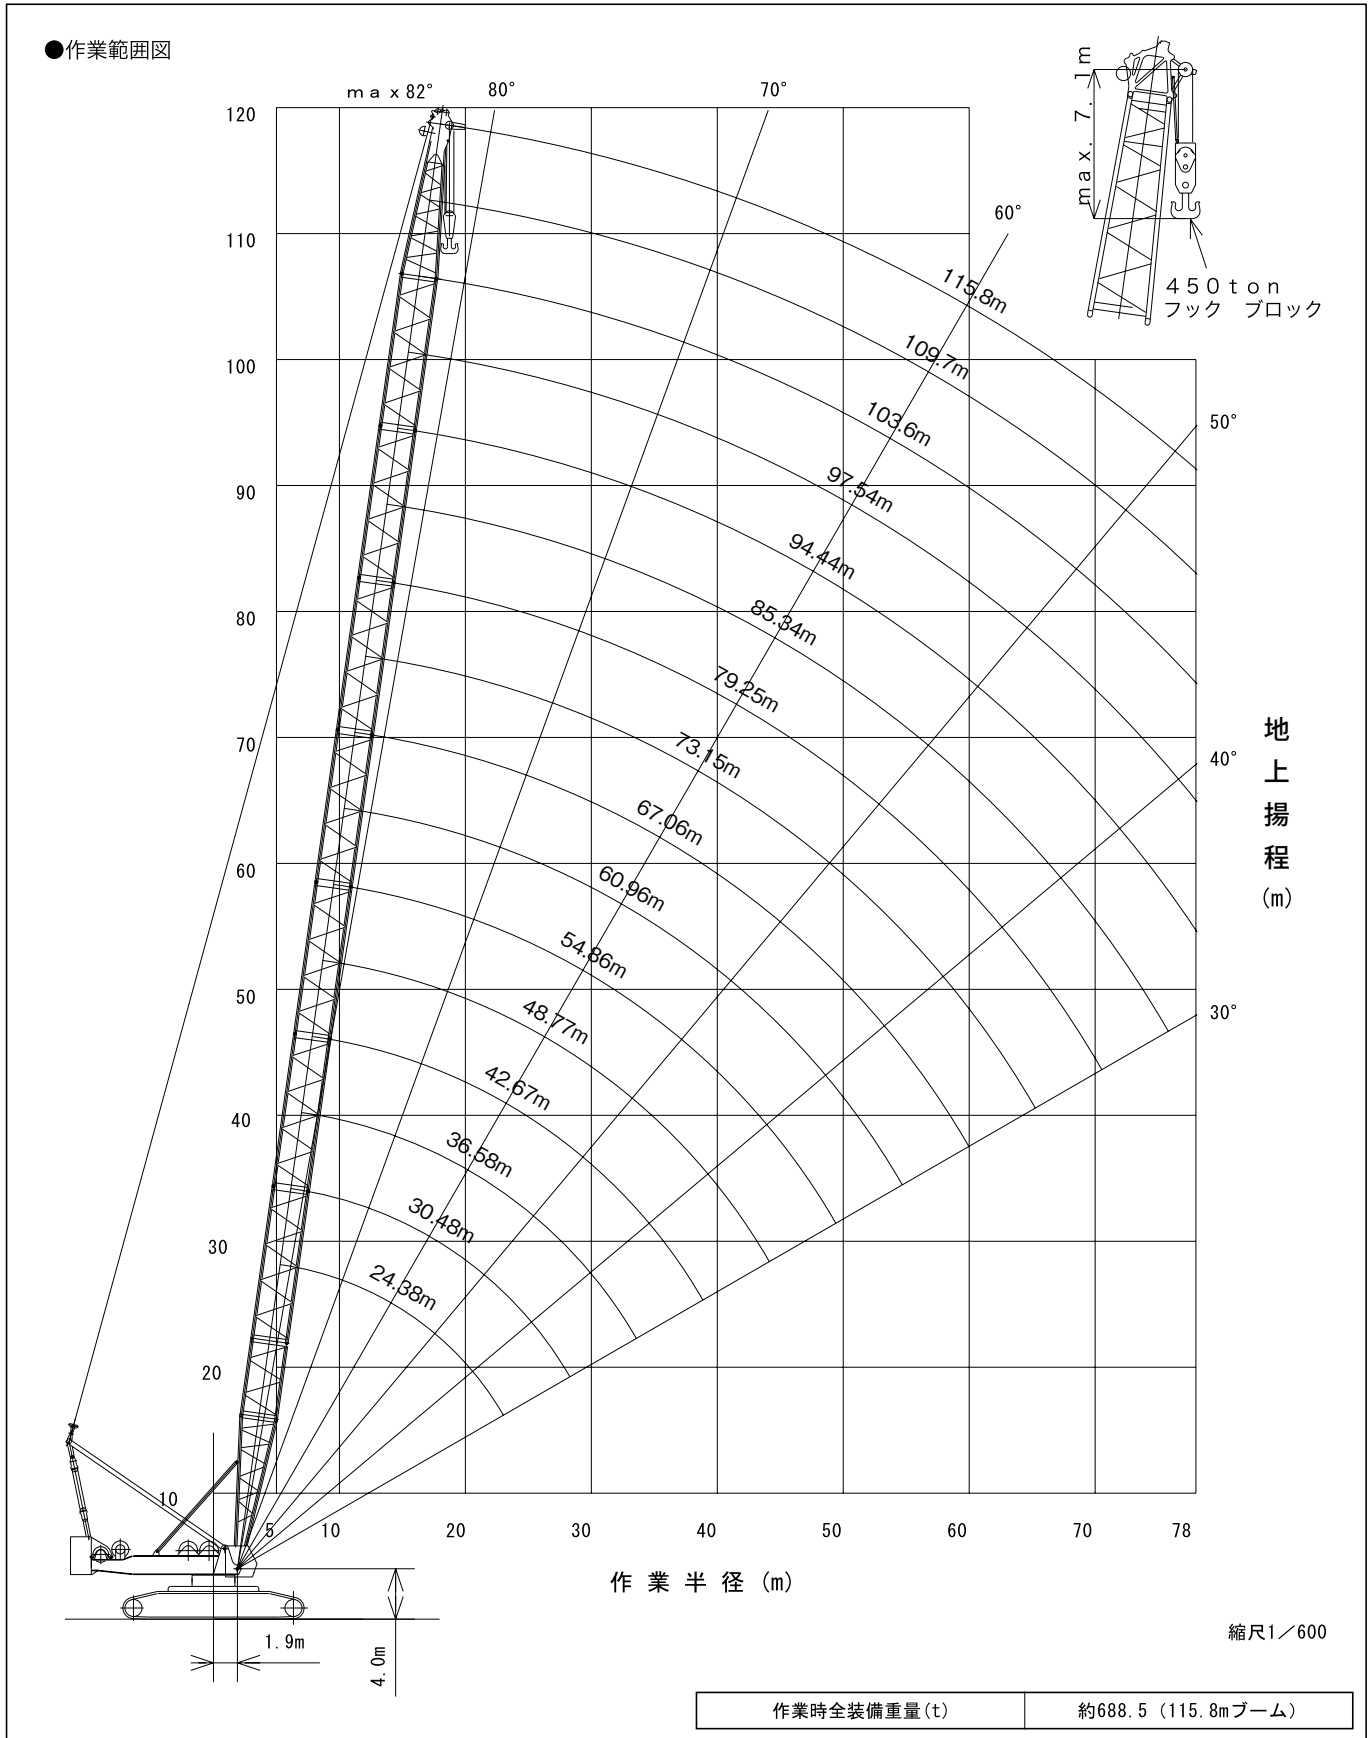 ●作業範囲図
ｍａｘ82°
80°
70°
60°
50°
40°
30°
max. 7. 1m
450ton
フック ブロック
120
110
100
90
80
70
60
50
40
30
20
10
115.8m
109.7m
103.6m
97.54m
94.44m
85.34m
79.25m
73.15m
67.06m
60.96m
54.86m
48.77m
42.67m
36.58m
30.48m
24.38m
地上揚程(m)
5 10 20 30 40 50 60 70 78
作業半径(m)
1.9m
4.0m
縮尺1／600
作業時全装備重量(t) 約688.5 (115.8mブーム)